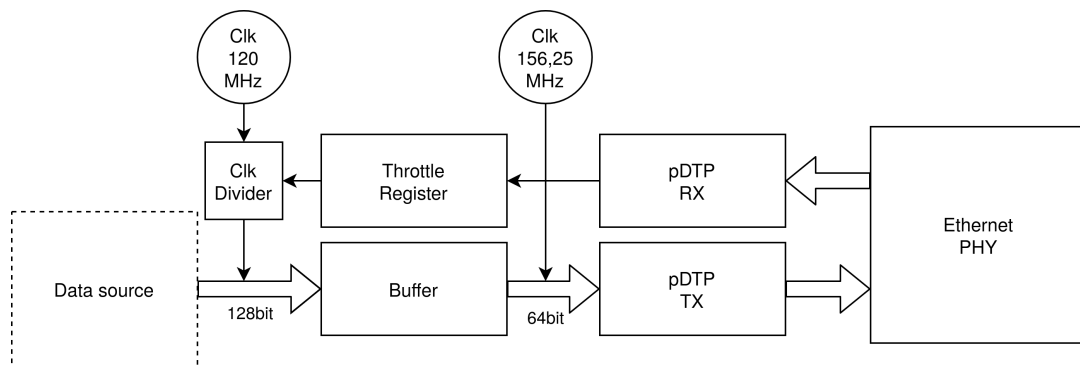 Clk
120
MHz
Clk
156,25
MHz
Clk
Divider
Throttle
Register
pDTP
RX
Ethernet
PHY
Data source
128bit
Buffer
64bit
pDTP
TX